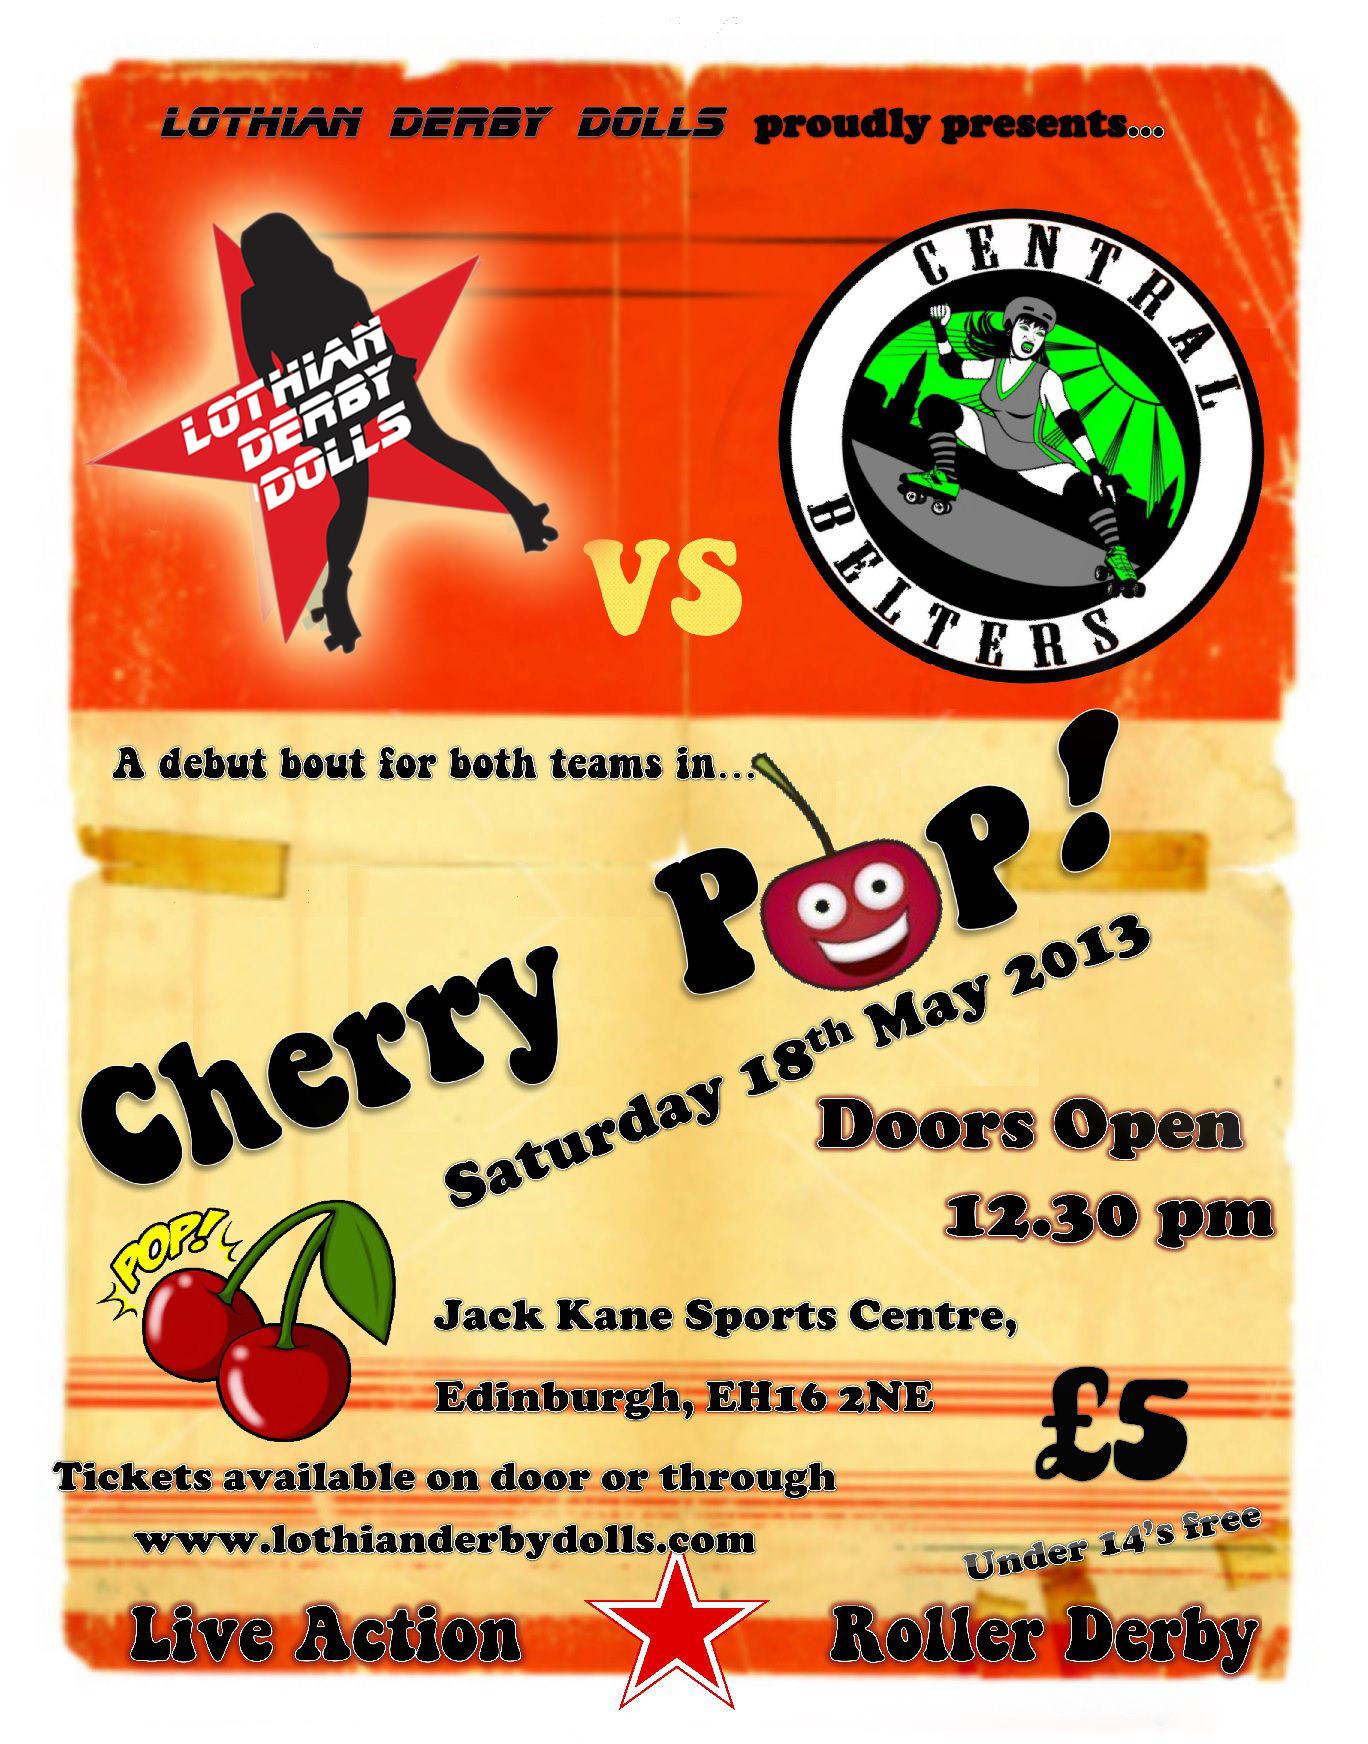 LOTHIAN DERBY DOLLS proudly presents...
LOTHIAN
DERBY
DOLLS
vs
CENTRAL
BELTERS
A debut bout for both teams in...
Cherry Pop!
Saturday 18th May 2013
Doors Open
12.30 pm
POP!
Jack Kane Sports Centre,
Edinburgh, EH16 2NE
£5
Tickets available on door or through
www.lothianderbydolls.com
Under 14's free
Live Action Roller Derby